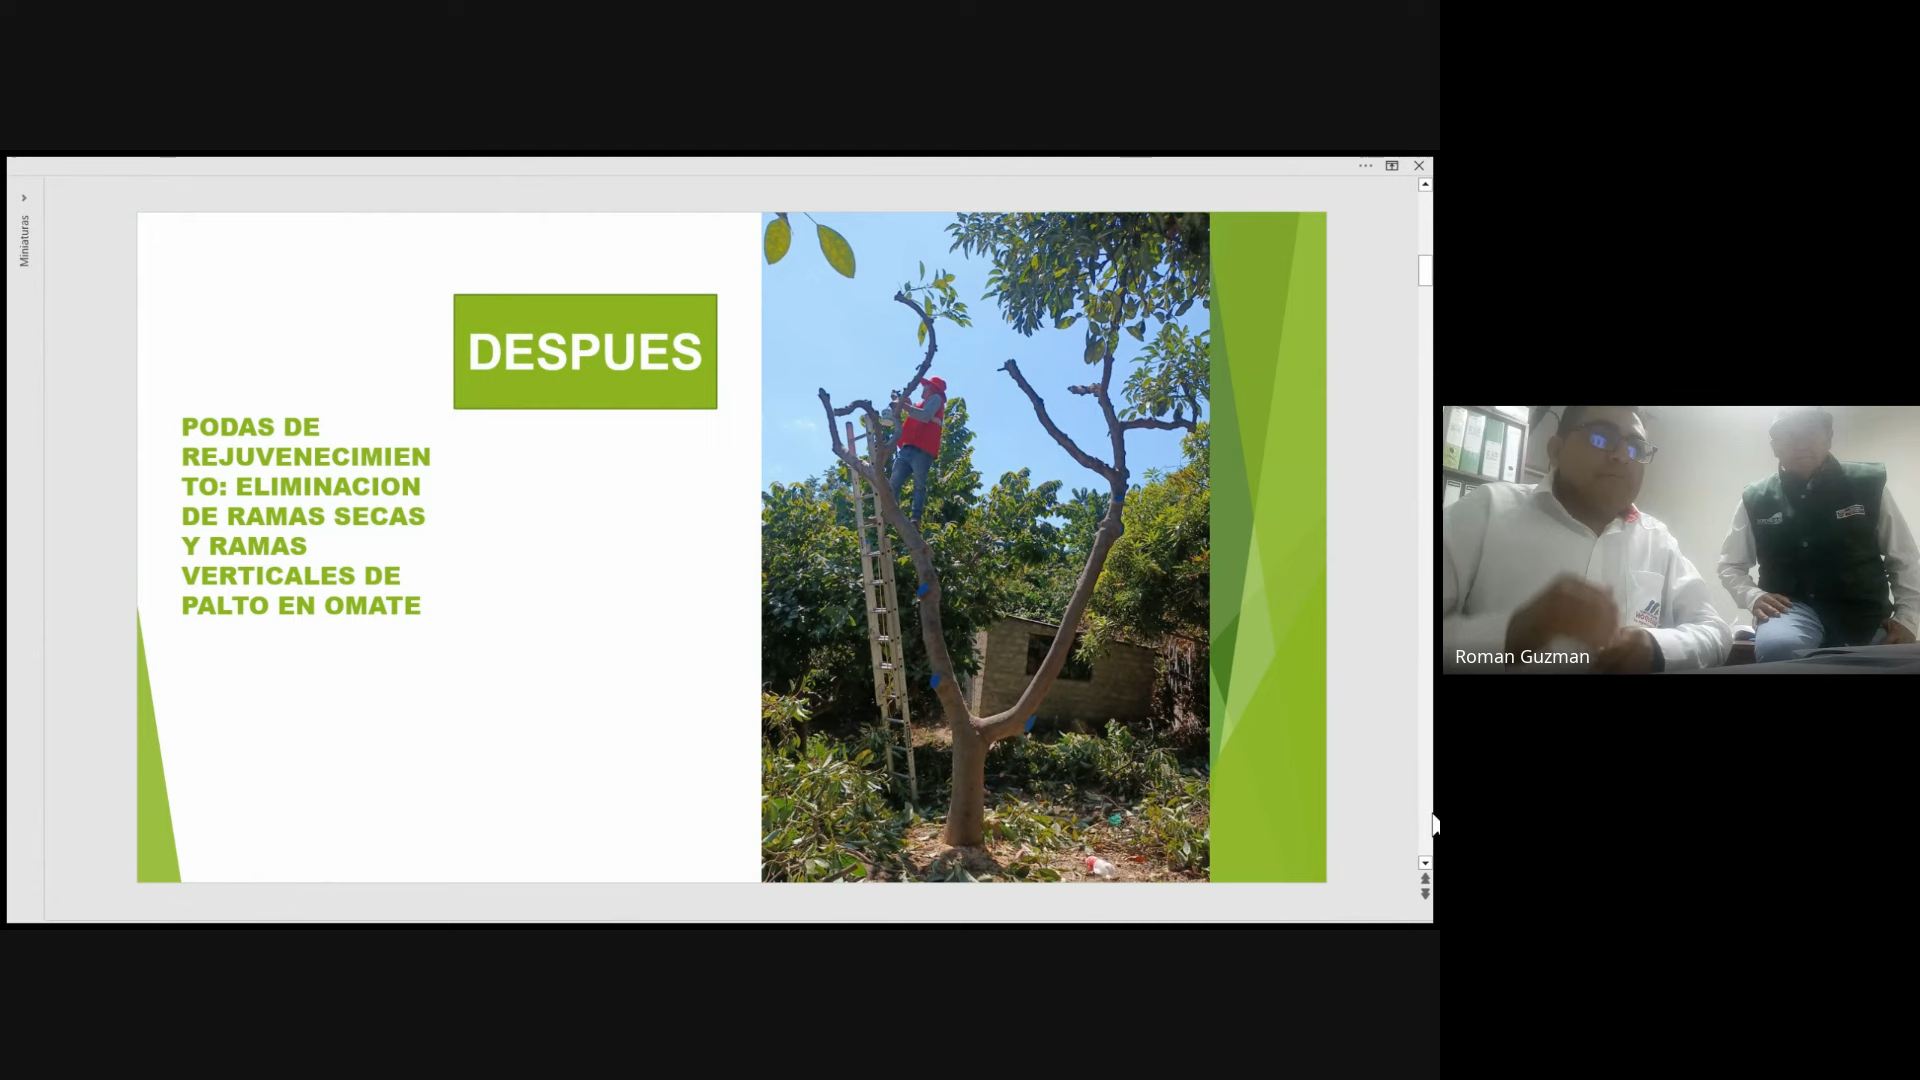 Miniaturas
DESPUES
PODAS DE
REJUVENECIMIEN
TO: ELIMINACION
DE RAMAS SECAS
Y RAMAS
VERTICALES DE
PALTO EN OMATE
Roman Guzman